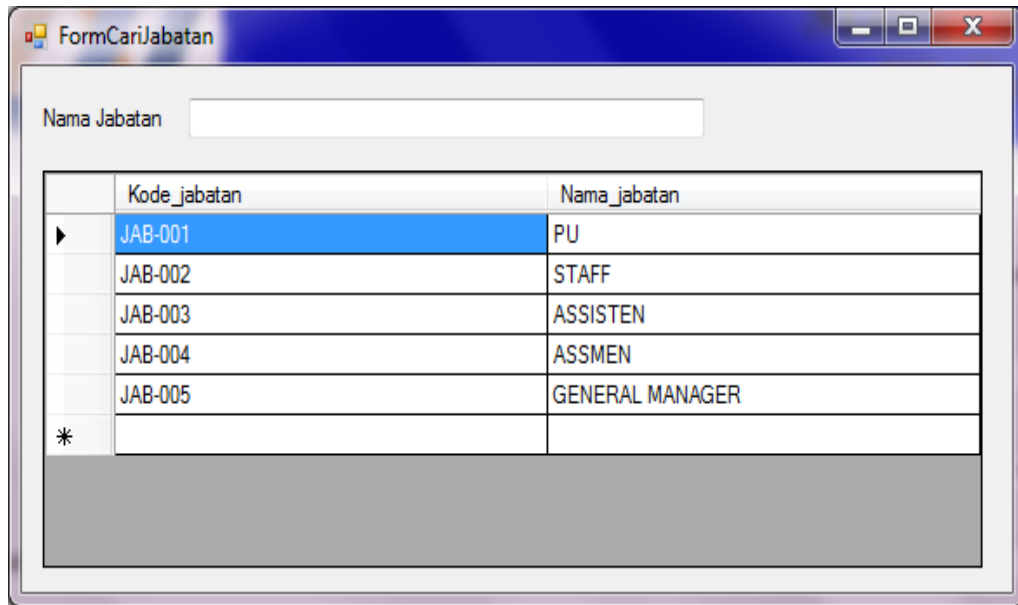 FormCariJabatan
Nama Jabatan
Kode_jabatan Nama_jabatan
JAB-001 PU
JAB-002 STAFF
JAB-003 ASSISTEN
JAB-004 ASSMEN
JAB-005 GENERAL MANAGER